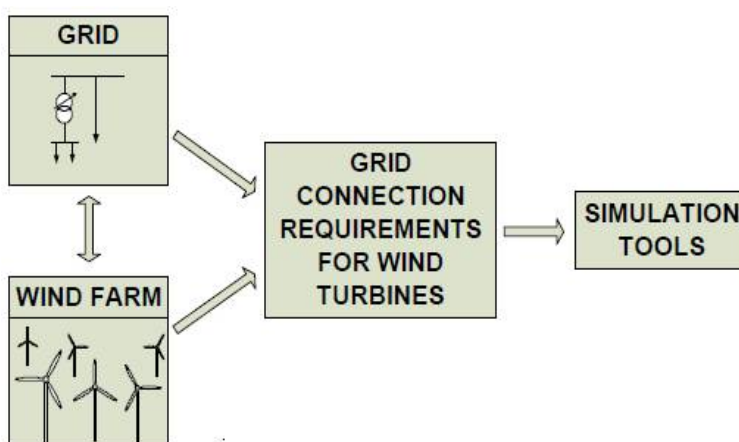 GRID
WIND FARM
GRID
CONNECTION
REQUIREMENTS
FOR WIND
TURBINES
SIMULATION
TOOLS